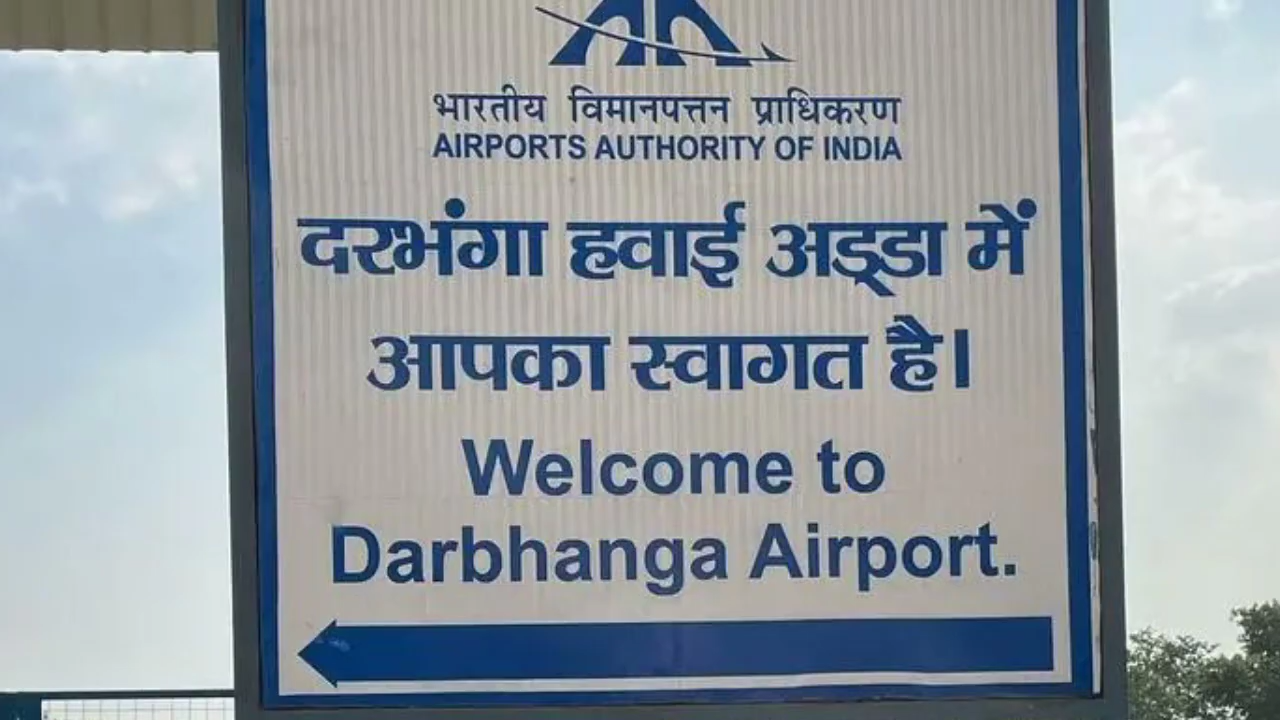 भारतीय विमानपत्तन प्राधिकरण
AIRPORTS AUTHORITY OF INDIA
दरभंगा हवाई अड्डा में
आपका स्वागत है।
Welcome to
Darbhanga Airport.